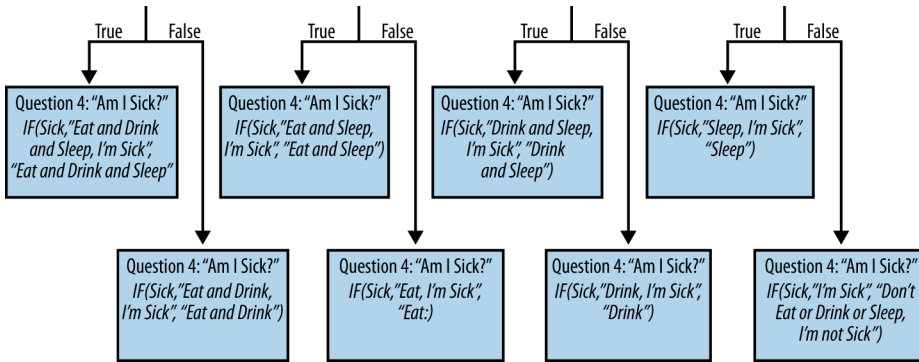 True False True False True False True False
Question 4: “Am I Sick?”
IF(Sick,”Eat and Drink
and Sleep, I’m Sick”,
“Eat and Drink and Sleep”
Question 4: “Am I Sick?”
IF(Sick,”Eat and Sleep,
I’m Sick”, ”Eat and Sleep”)
Question 4: “Am I Sick?”
IF(Sick,”Drink and Sleep,
I’m Sick”, ”Drink
and Sleep”)
Question 4: “Am I Sick?”
IF(Sick,”Sleep, I’m Sick”,
“Sleep”)
Question 4: “Am I Sick?”
IF(Sick,”Eat and Drink,
I’m Sick”, “Eat and Drink”)
Question 4: “Am I Sick?”
IF(Sick,”Eat, I’m Sick”,
“Eat:)
Question 4: “Am I Sick?”
IF(Sick,”Drink, I’m Sick”,
“Drink”)
Question 4: “Am I Sick?”
IF(Sick,”I’m Sick”, “Don’t
Eat or Drink or Sleep,
I’m not Sick”)